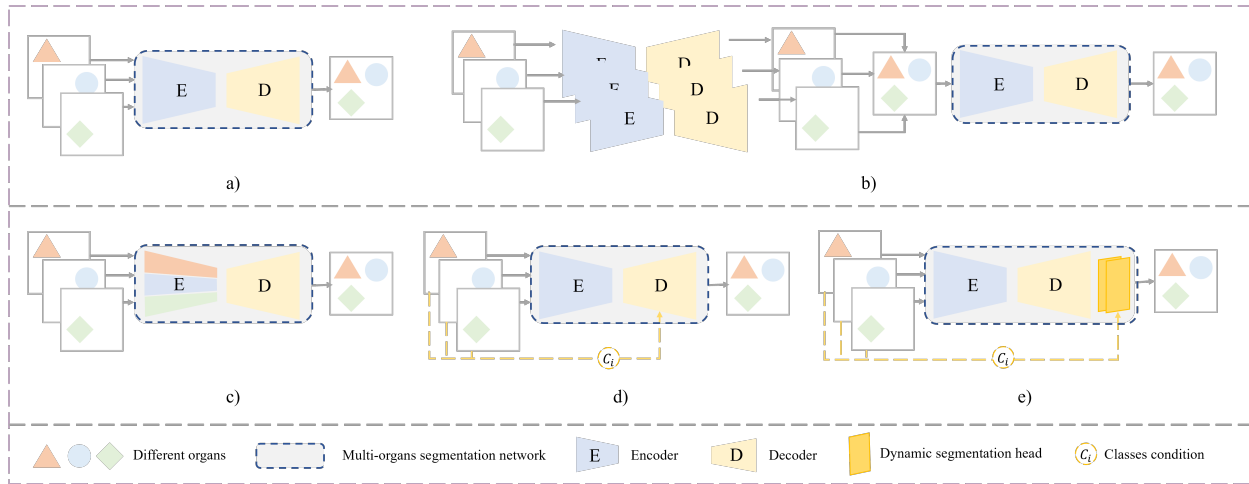 E
D
a)
E
D
E
D
E
D
E
D
b)
E
D
c)
E
D
C_i
d)
E
D
C_i
e)
Different organs
Multi-organs segmentation network
E
Encoder
D
Decoder
Dynamic segmentation head
C_i
Classes condition